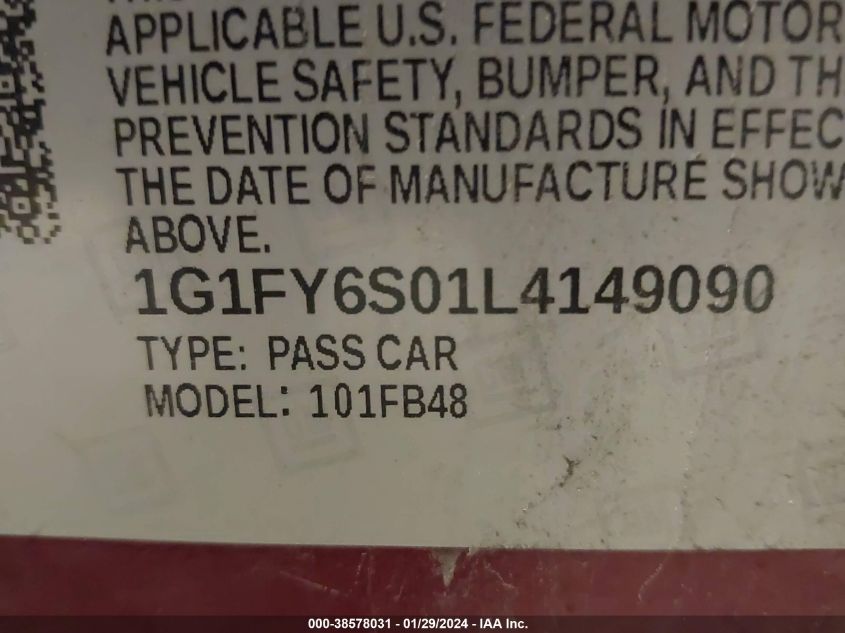 APPLICABLE U.S. FEDERAL MOTOR
VEHICLE SAFETY, BUMPER, AND TH
PREVENTION STANDARDS IN EFFEC
THE DATE OF MANUFACTURE SHOW
ABOVE.
1G1FY6S01L4149090
TYPE: PASS CAR
MODEL: 101FB48
000-38578031 - 01/29/2024 - IAA Inc.